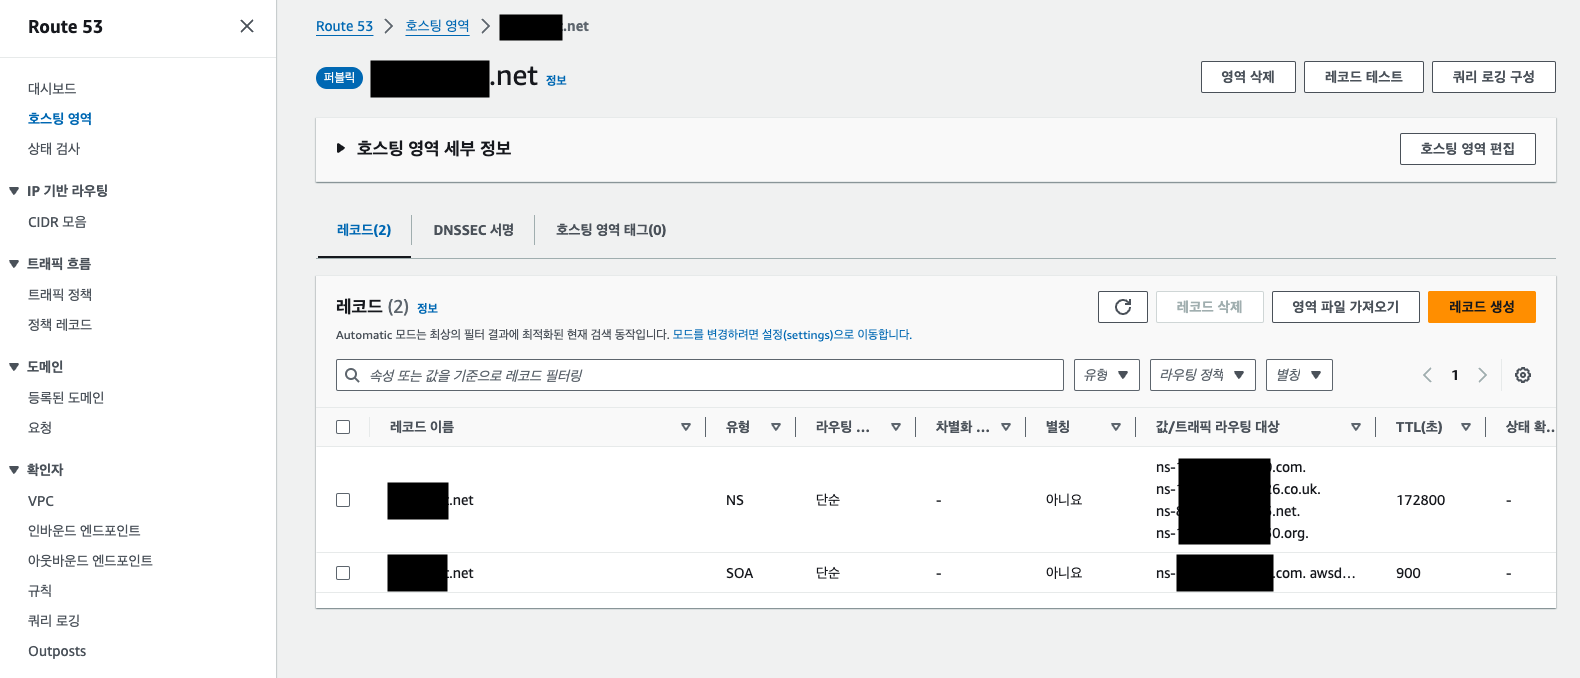 Route 53
대시보드
호스팅 영역
상태 검사
IP 기반 라우팅
CIDR 모음
트래픽 흐름
트래픽 정책
정책 레코드
도메인
등록된 도메인
요청
확인자
VPC
인바운드 엔드포인트
아웃바운드 엔드포인트
규칙
쿼리 로깅
Outposts
Route 53 호스팅 영역 .net
퍼블릭 .net 정보
영역 삭제 레코드 테스트 쿼리 로깅 구성
호스팅 영역 세부 정보 호스팅 영역 편집
레코드(2) DNSSEC 서명 호스팅 영역 태그(0)
레코드 (2) 정보 레코드 삭제 영역 파일 가져오기 레코드 생성
Automatic 모드는 최상의 필터 결과에 최적화된 현재 검색 동작입니다. 모드를 변경하려면 설정(settings)으로 이동합니다.
속성 또는 값을 기준으로 레코드 필터링 유형 라우팅 정책 별칭 1
레코드 이름 유형 라우팅 ... 차별화 ... 별칭 값/트래픽 라우팅 대상 TTL(초) 상태 확...
.net NS 단순 - 아니요 172800 -
ns- .com.
ns- 26.co.uk.
ns- .net.
ns- 60.org.
.net SOA 단순 - 아니요 ns- .com. awsd... 900 -